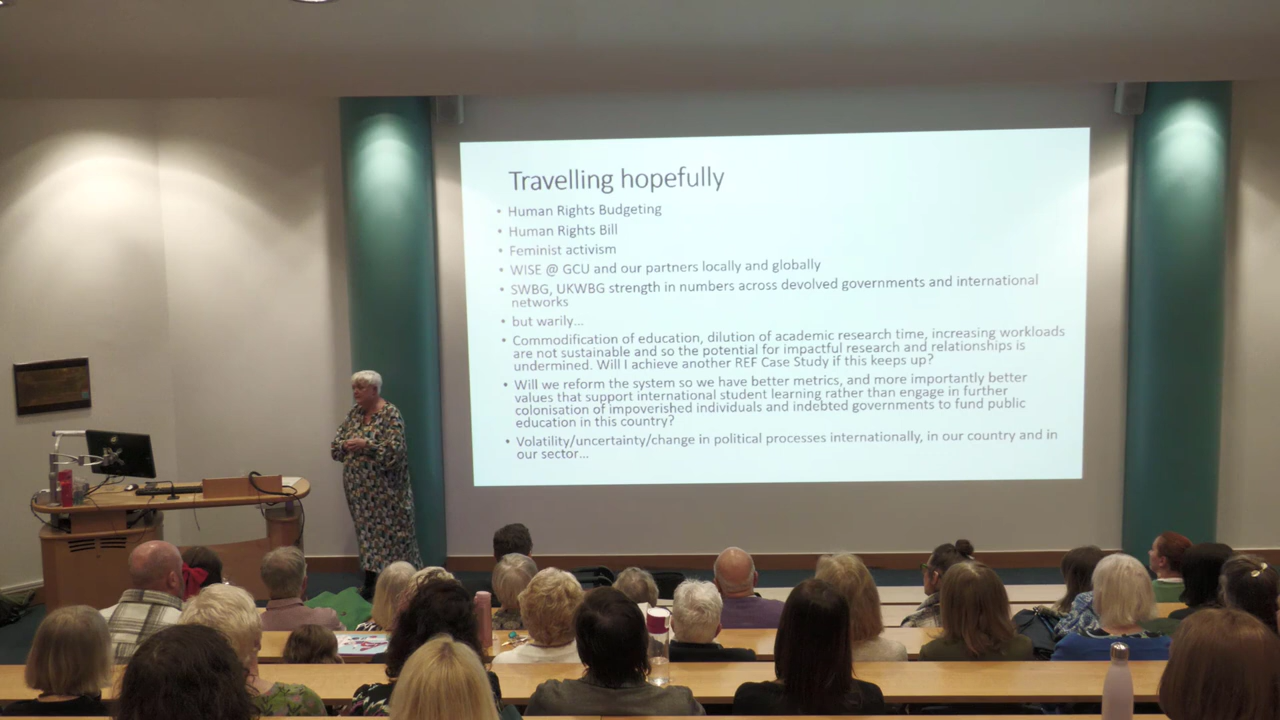 Travelling hopefully
• Human Rights Budgeting
• Human Rights Bill
• Feminist activism
• WISE @ GCU and our partners locally and globally
• SWBG, UKWBG strength in numbers across devolved governments and international
networks
• but warily...
• Commodification of education, dilution of academic research time, increasing workloads
are not sustainable and so the potential for impactful research and relationships is
undermined. Will I achieve another REF Case Study if this keeps up?
• Will we reform the system so we have better metrics, and more importantly better
values that support international student learning rather than engage in further
colonisation of impoverished individuals and indebted governments to fund public
education in this country?
• Volatility/uncertainty/change in political processes internationally, in our country and in
our sector...